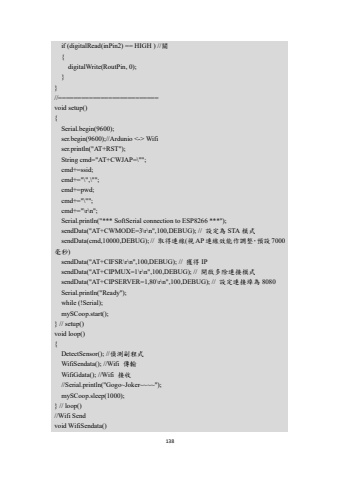 if (digitalRead(inPin2) == HIGH ) //關
{
digitalWrite(RoutPin, 0);
}
}
//==========================
void setup()
{
Serial.begin(9600);
ser.begin(9600);//Ardunio <-> Wifi
ser.println("AT+RST");
String cmd="AT+CWJAP=\"";
cmd+=ssid;
cmd+="\",\"";
cmd+=pwd;
cmd+="\"";
cmd+="\r\n";
Serial.println("*** SoftSerial connection to ESP8266 ***");
sendData("AT+CWMODE=3\r\n",100,DEBUG); // 設定為 STA 模式
sendData(cmd,10000,DEBUG); // 取得連線(視 AP 連線效能作調整，預設 7000
毫秒)
sendData("AT+CIFSR\r\n",100,DEBUG); // 獲得 IP
sendData("AT+CIPMUX=1\r\n",100,DEBUG); // 開啟多陸連接模式
sendData("AT+CIPSERVER=1,80\r\n",100,DEBUG); // 設定連接埠為 8080
Serial.println("Ready");
while (!Serial);
mySCoop.start();
} // setup()
void loop()
{
DetectSensor(); //偵測副程式
WifiSendata(); //Wifi 傳輸
WifiGdata(); //Wifi 接收
//Serial.println("Gogo~Joker~~~~");
mySCoop.sleep(1000);
} // loop()
//Wifi Send
void WifiSendata()
138